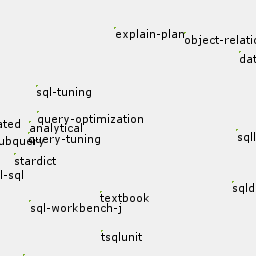 explain-plan
object-relatio
dat
sql-tuning
query-optimization
ated
analytical
sqll
ubquery
query-tuning
stardict
l-sql
sqld
textbook
sql-workbench-j
tsqlunit